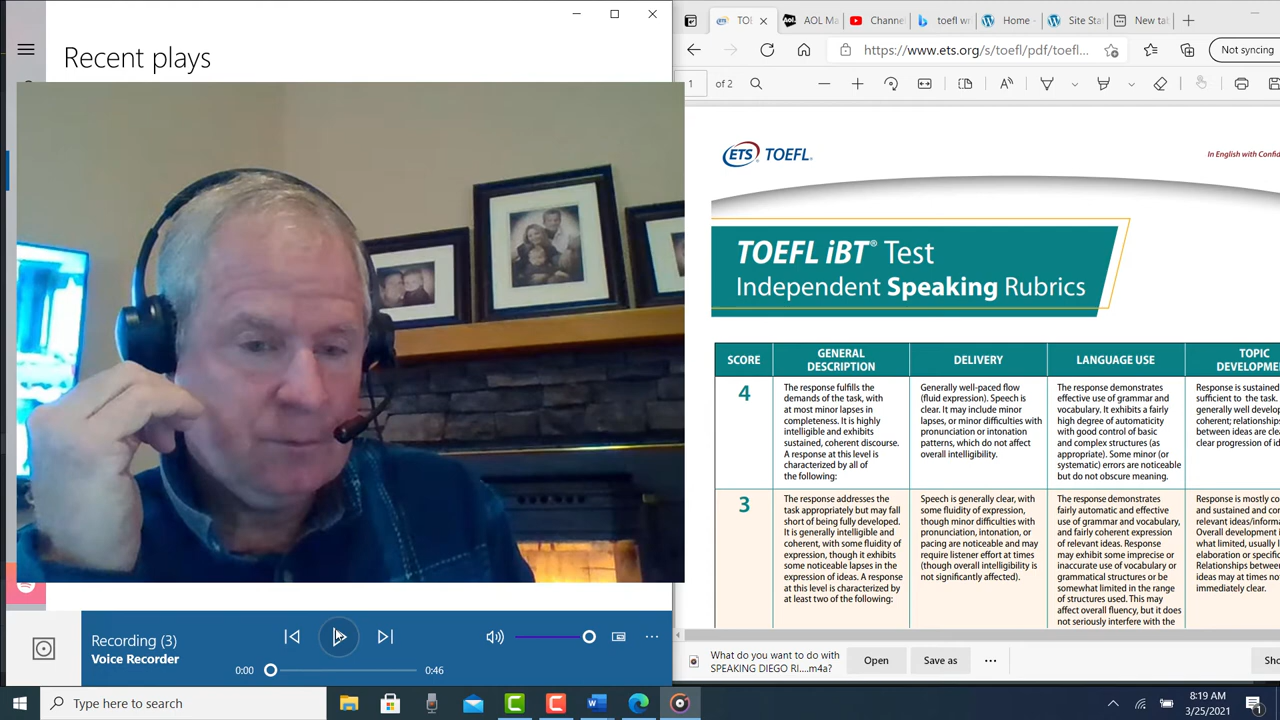 Recent plays
Recording (3)
Voice Recorder
0:00
0:46
TO
AOL Ma
Channe
toefl wr
Home -
Site Sta
New tab
https://www.ets.org/s/toefl/pdf/toefl...
Not syncing
1
of 2
ETS TOEFL.
In English with Confid
TOEFL iBT® Test
Independent Speaking Rubrics
SCORE
GENERAL
DESCRIPTION
DELIVERY
LANGUAGE USE
TOPIC
DEVELOPME
4
The response fulfills the
demands of the task, with
at most minor lapses in
completeness. It is highly
intelligible and exhibits
sustained, coherent discourse.
A response at this level is
characterized by all of
the following:
Generally well-paced flow
(fluid expression). Speech is
clear. It may include minor
lapses, or minor difficulties with
pronunciation or intonation
patterns, which do not affect
overall intelligibility.
The response demonstrates
effective use of grammar and
vocabulary. It exhibits a fairly
high degree of automaticity
with good control of basic
and complex structures (as
appropriate). Some minor (or
systematic) errors are noticeable
but do not obscure meaning.
Response is sustained
sufficient to the task.
generally well develop
coherent; relationships
between ideas are clea
clear progression of id
3
The response addresses the
task appropriately but may fall
short of being fully developed.
It is generally intelligible and
coherent, with some fluidity of
expression, though it exhibits
some noticeable lapses in the
expression of ideas. A response
at this level is characterized by
at least two of the following:
Speech is generally clear, with
some fluidity of expression,
though minor difficulties with
pronunciation, intonation, or
pacing are noticeable and may
require listener effort at times
(though overall intelligibility is
not significantly affected).
The response demonstrates
fairly automatic and effective
use of grammar and vocabulary,
and fairly coherent expression
of relevant ideas. Response
may exhibit some imprecise or
inaccurate use of vocabulary or
grammatical structures or be
somewhat limited in the range
of structures used. This may
affect overall fluency, but it does
not seriously interfere with the
Response is mostly co
and sustained and con
relevant ideas/informa
Overall development i
what limited, usually l
elaboration or specific
Relationships between
ideas may at times no
immediately clear.
What do you want to do with
SPEAKING DIEGO RI....m4a?
Open
Save as
Sho
Type here to search
8:19 AM
3/25/2021
1